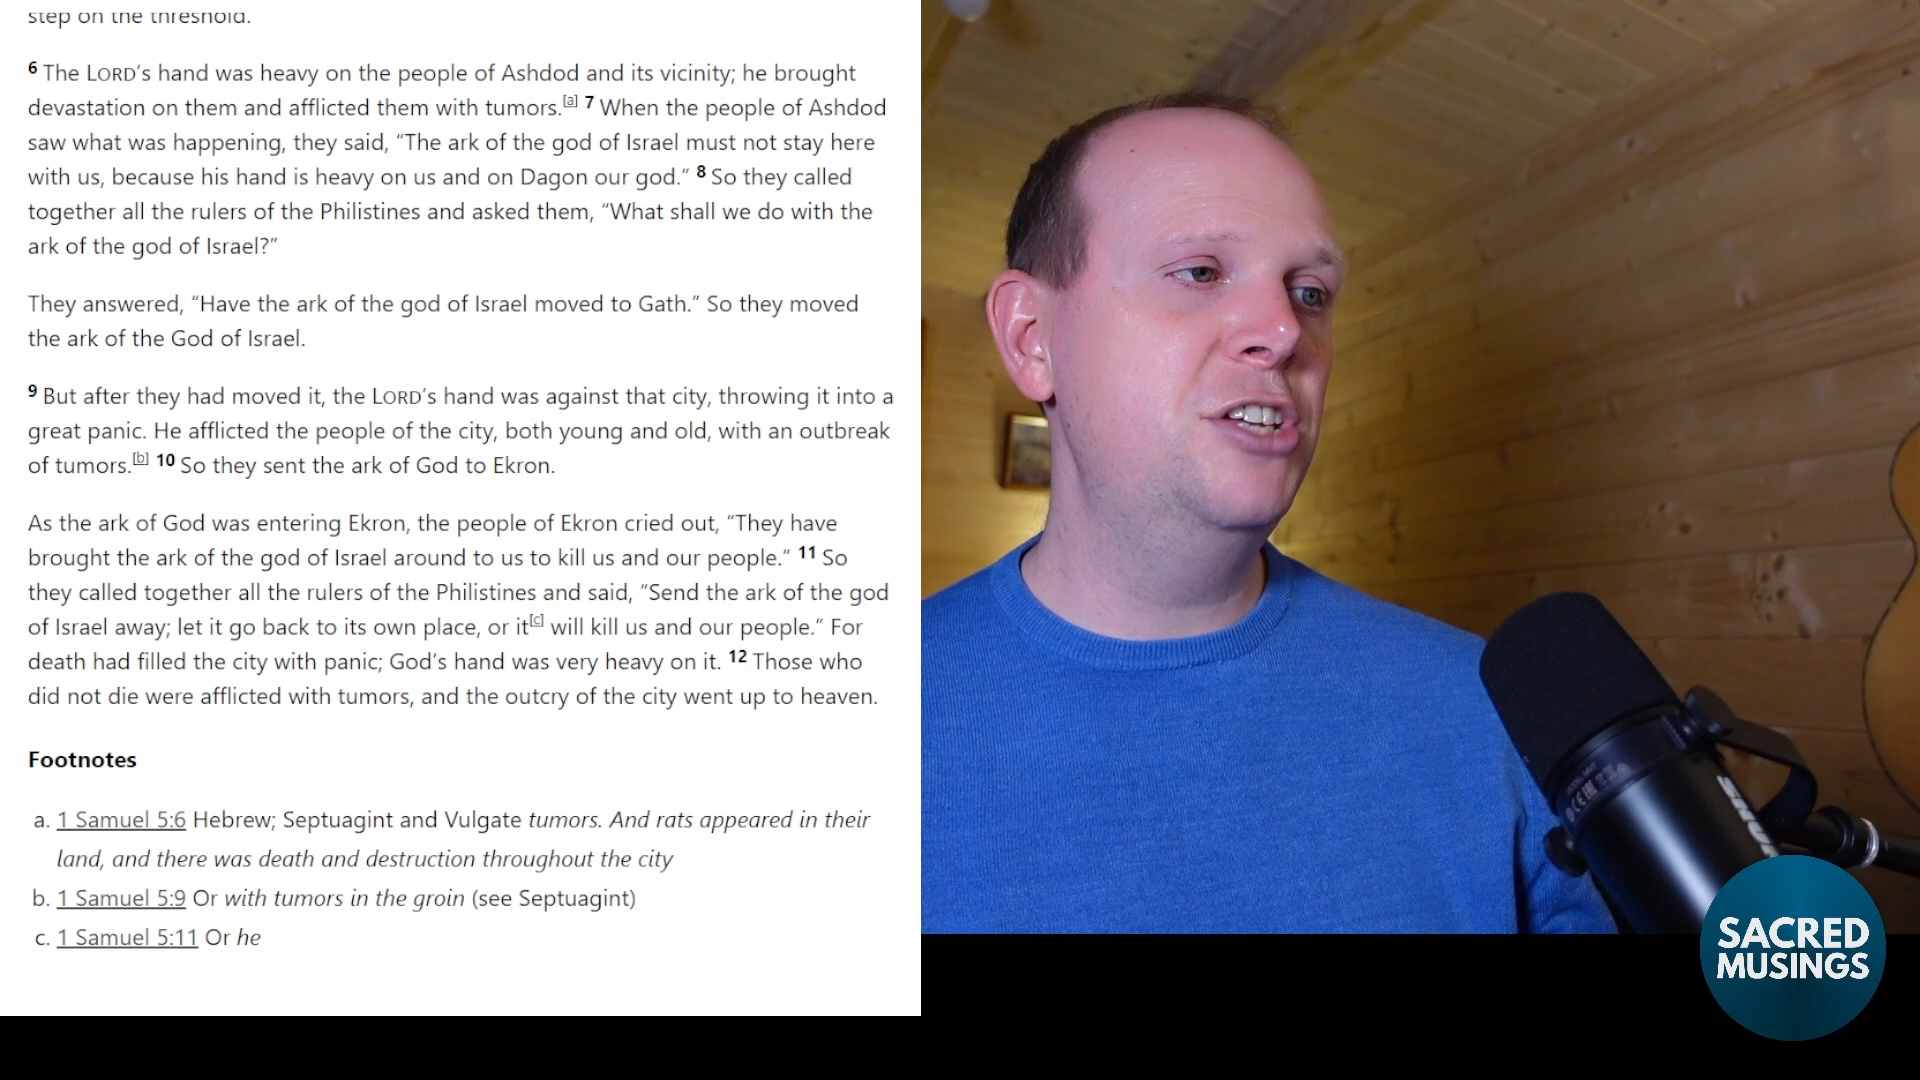 step on the threshold.
6 The LORD’s hand was heavy on the people of Ashdod and its vicinity; he brought
devastation on them and afflicted them with tumors.[a] 7 When the people of Ashdod
saw what was happening, they said, “The ark of the god of Israel must not stay here
with us, because his hand is heavy on us and on Dagon our god.” 8 So they called
together all the rulers of the Philistines and asked them, “What shall we do with the
ark of the god of Israel?”
They answered, “Have the ark of the god of Israel moved to Gath.” So they moved
the ark of the God of Israel.
9 But after they had moved it, the LORD’s hand was against that city, throwing it into a
great panic. He afflicted the people of the city, both young and old, with an outbreak
of tumors.[b] 10 So they sent the ark of God to Ekron.
As the ark of God was entering Ekron, the people of Ekron cried out, “They have
brought the ark of the god of Israel around to us to kill us and our people.” 11 So
they called together all the rulers of the Philistines and said, “Send the ark of the god
of Israel away; let it go back to its own place, or it[c] will kill us and our people.” For
death had filled the city with panic; God’s hand was very heavy on it. 12 Those who
did not die were afflicted with tumors, and the outcry of the city went up to heaven.
Footnotes
a. 1 Samuel 5:6 Hebrew; Septuagint and Vulgate tumors. And rats appeared in their
land, and there was death and destruction throughout the city
b. 1 Samuel 5:9 Or with tumors in the groin (see Septuagint)
c. 1 Samuel 5:11 Or he
SACRED
MUSINGS